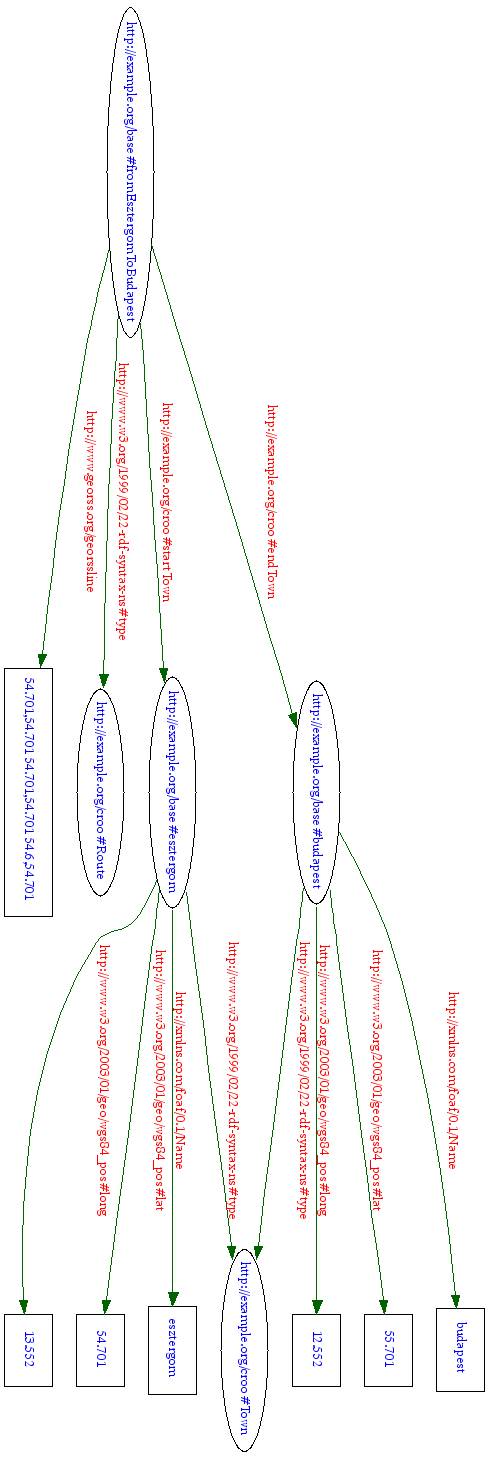 http://example.org/base#fromEsztergomToBudapest
http://example.org/croo#endTown
http://example.org/croo#startTown
http://www.w3.org/1999/02/22-rdf-syntax-ns#type
http://www.georss.org/georssline
http://example.org/base#budapest
http://example.org/base#esztergom
http://example.org/croo#Route
54.701,54.701 54.701,54.701 54.6,54.701
http://xmlns.com/foaf/0.1/Name
http://www.w3.org/2003/01/geo/wgs84_pos#lat
http://www.w3.org/2003/01/geo/wgs84_pos#long
http://www.w3.org/1999/02/22-rdf-syntax-ns#type
http://www.w3.org/1999/02/22-rdf-syntax-ns#type
http://xmlns.com/foaf/0.1/Name
http://www.w3.org/2003/01/geo/wgs84_pos#lat
http://www.w3.org/2003/01/geo/wgs84_pos#long
budapest
55.701
12.552
http://example.org/croo#Town
esztergom
54.701
13.552